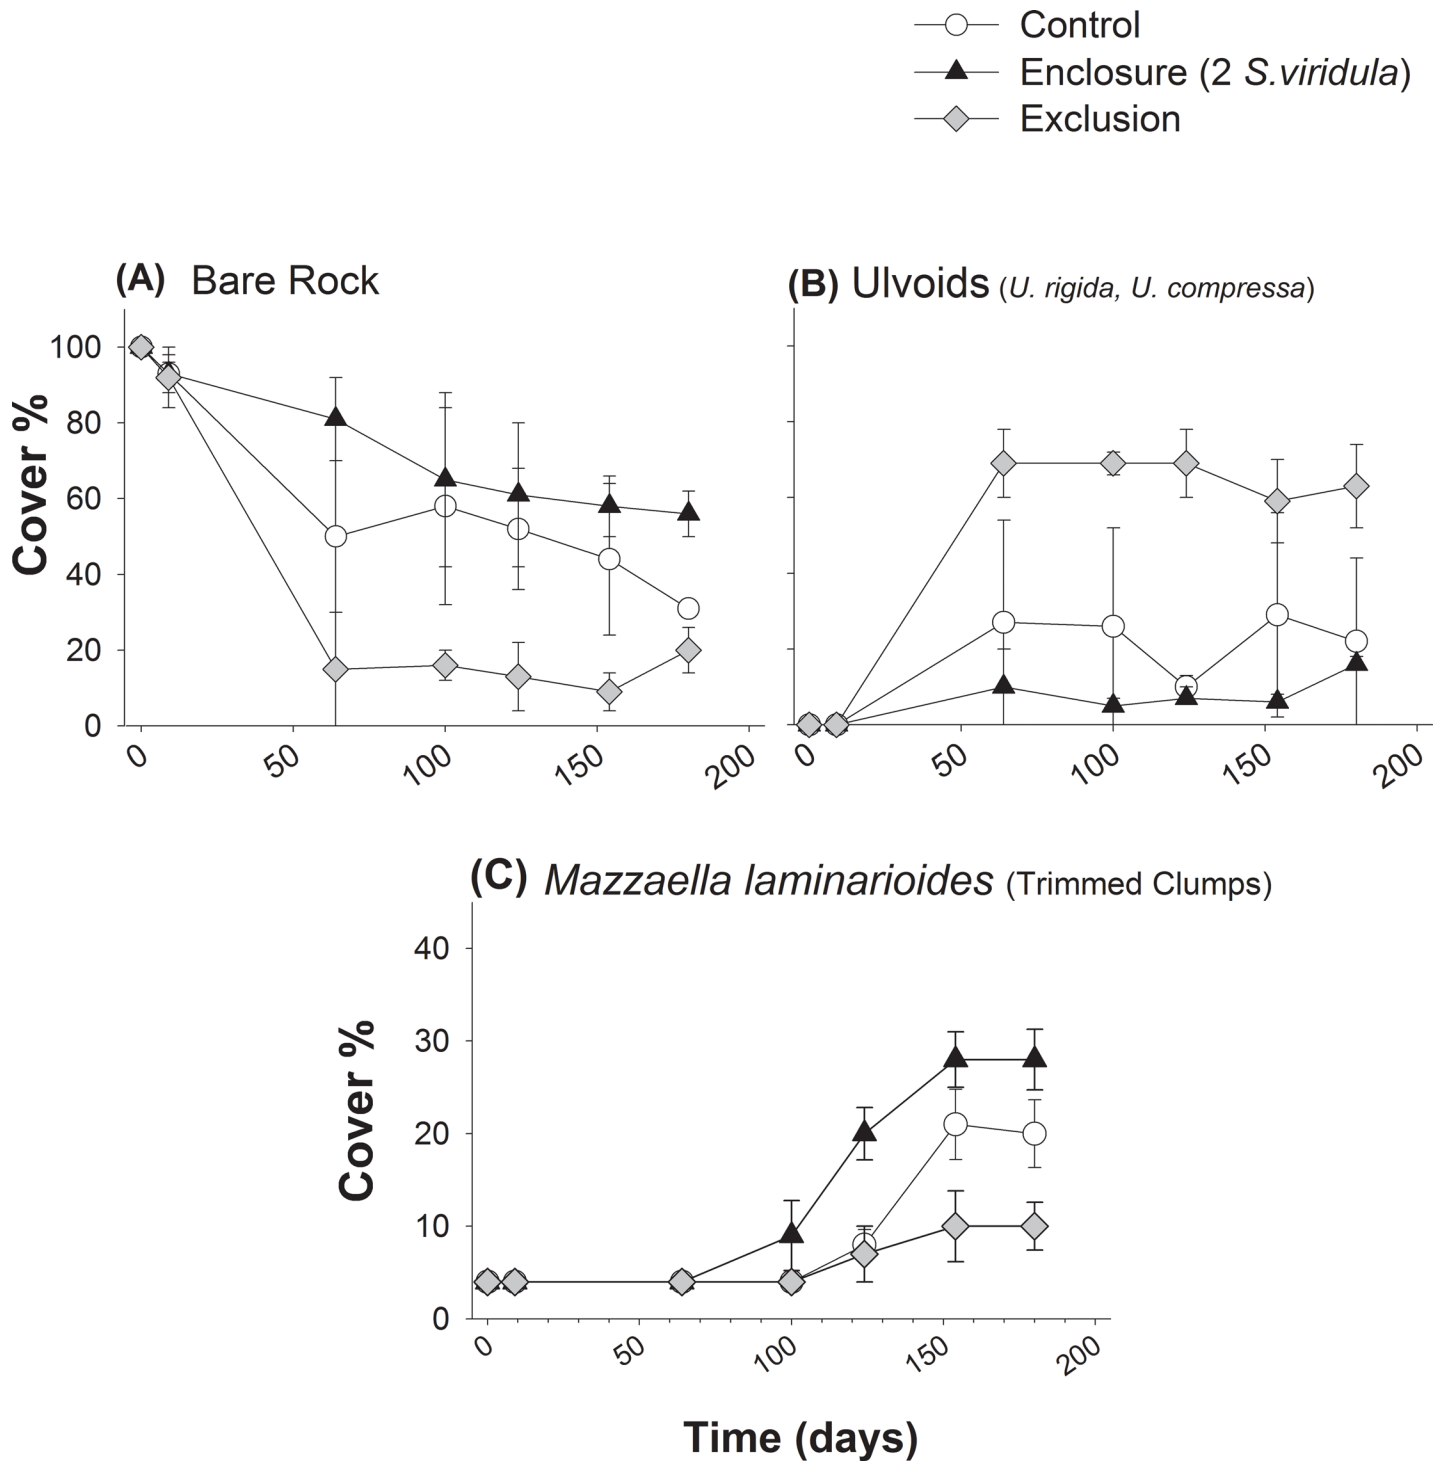 Control
Enclosure (2 S.viridula)
Exclusion
(A) Bare Rock
(B) Ulvoids (U. rigida, U. compressa)
Cover %
100
80
60
40
20
0
0 50 100 150 200
0 50 100 150 200
(C) Mazzaella laminarioides (Trimmed Clumps)
Cover %
40
30
20
10
0
0 50 100 150 200
Time (days)